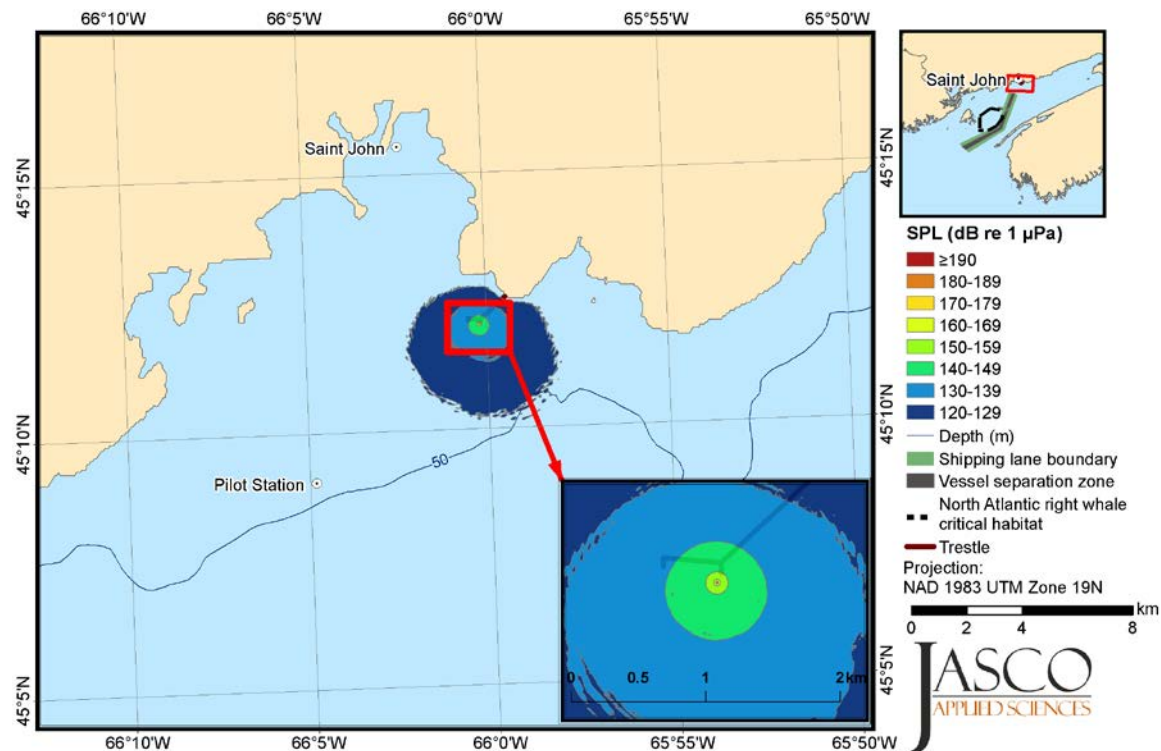 66°10'W 66°5'W 66°0'W 65°55'W 65°50'W
Saint John
45°15'N
45°15'N
45°10'N
45°10'N
50
Pilot Station
45°5'N
45°5'N
0 0.5 1 2 km
66°10'W 66°5'W 66°0'W 65°55'W 65°50'W
Saint John
SPL (dB re 1 µPa)
≥190
180-189
170-179
160-169
150-159
140-149
130-139
120-129
Depth (m)
Shipping lane boundary
Vessel separation zone
North Atlantic right whale
critical habitat
Trestle
Projection:
NAD 1983 UTM Zone 19N
km
0 2 4 8
JASCO
APPLIED SCIENCES